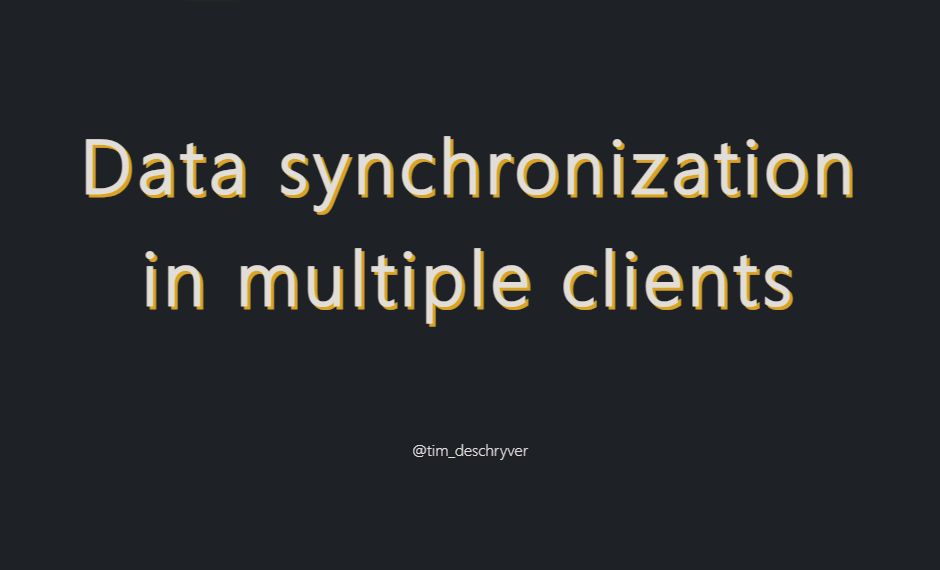 Data synchronization
in multiple clients
@tim_deschryver